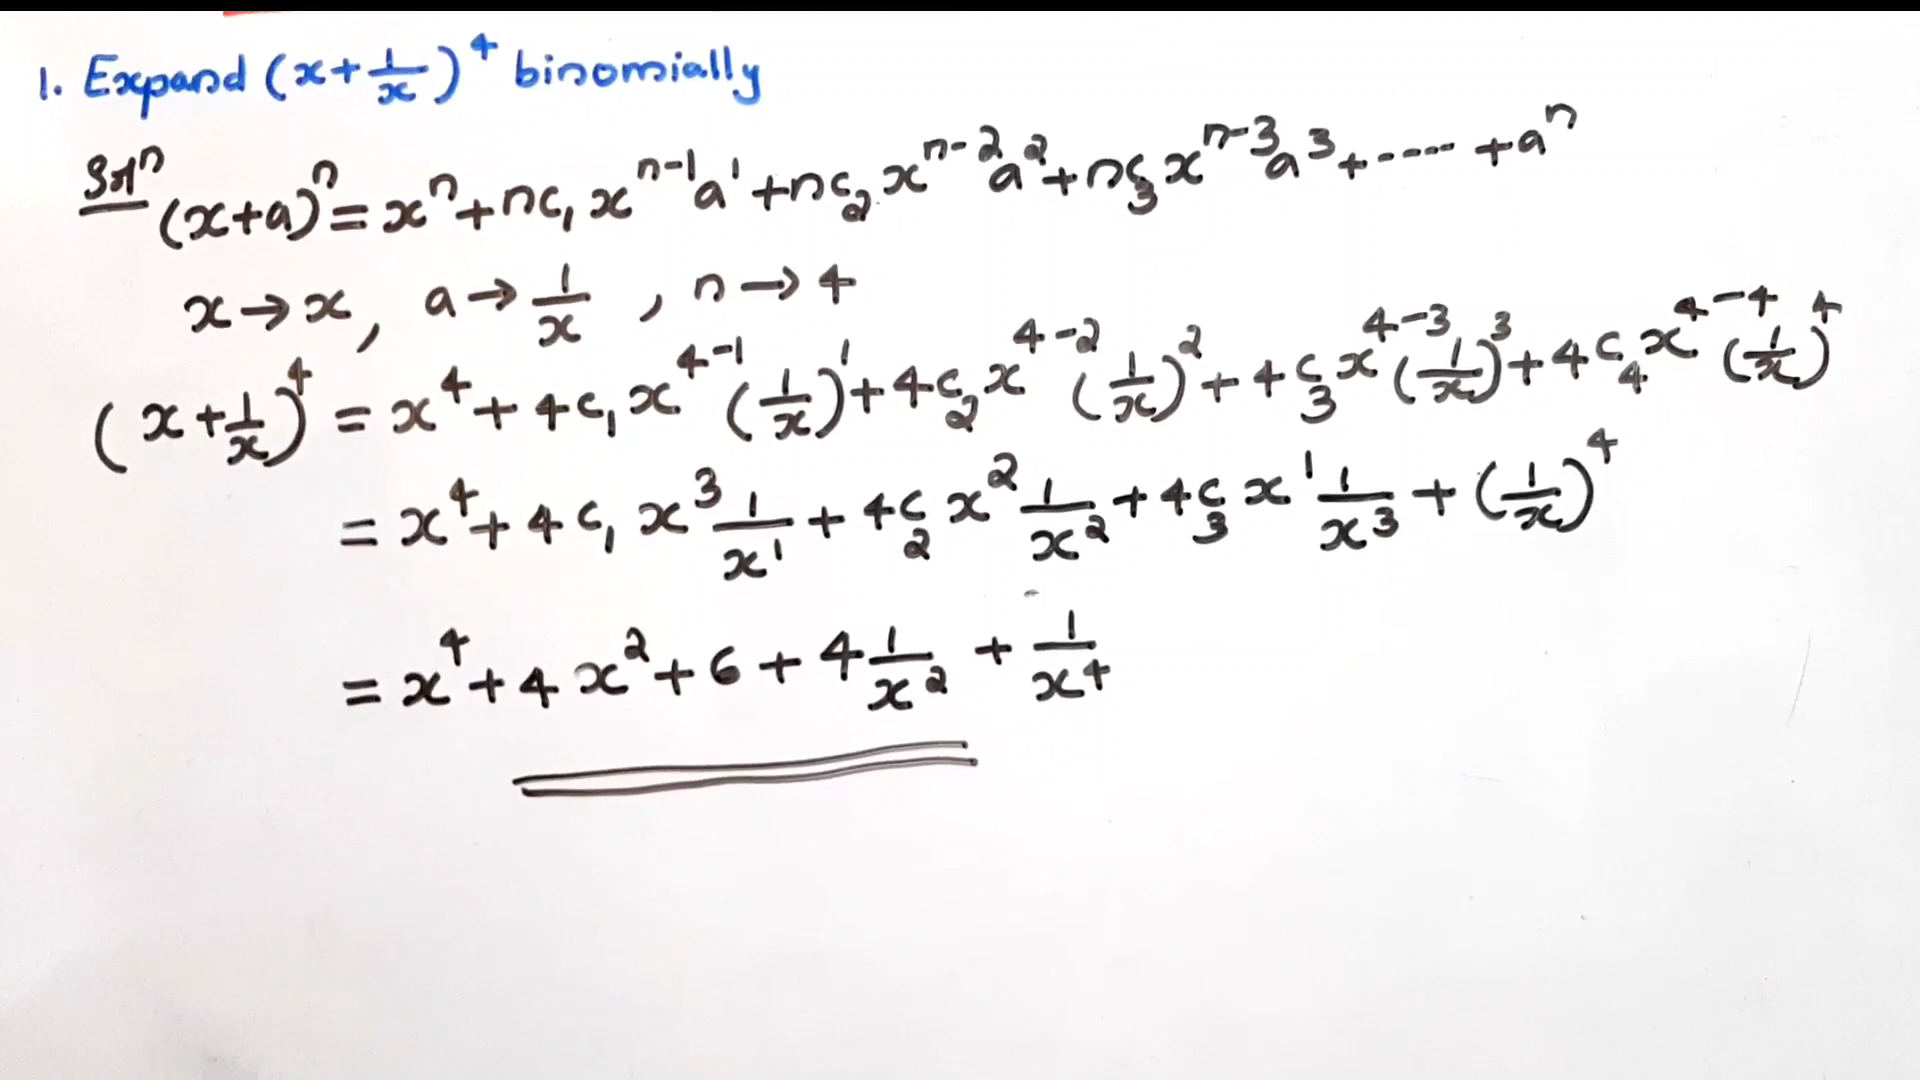 1. Expand (x+1/x)^4 binomially
Solⁿ (x+a)^n = x^n + nc₁ x^(n-1) a^1 + nc₂ x^(n-2) a^2 + nc₃ x^(n-3) a^3 + ..... + a^n
x → x, a → 1/x , n → 4
(x+1/x)^4 = x^4 + 4c₁ x^(4-1) (1/x)^1 + 4c₂ x^(4-2) (1/x)^2 + 4c₃ x^(4-3) (1/x)^3 + 4c₄ x^(4-4) (1/x)^4
= x^4 + 4c₁ x^3 1/x^1 + 4c₂ x^2 1/x^2 + 4c₃ x^1 1/x^3 + (1/x)^4
= x^4 + 4x^2 + 6 + 4 1/x^2 + 1/x^4